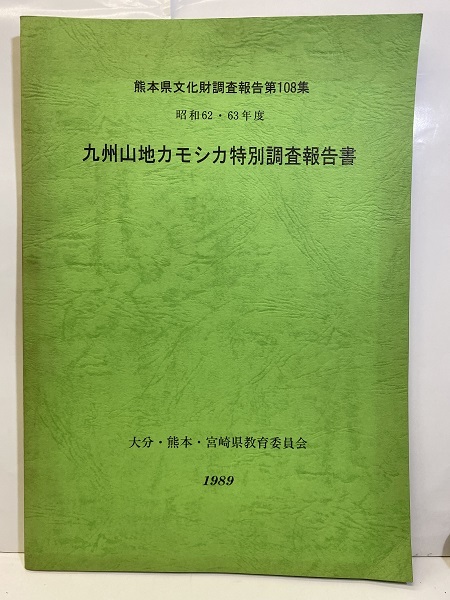 熊本県文化財調査報告第108集
昭和62・63年度
九州山地カモシカ特別調査報告書
大分・熊本・宮崎県教育委員会
1989